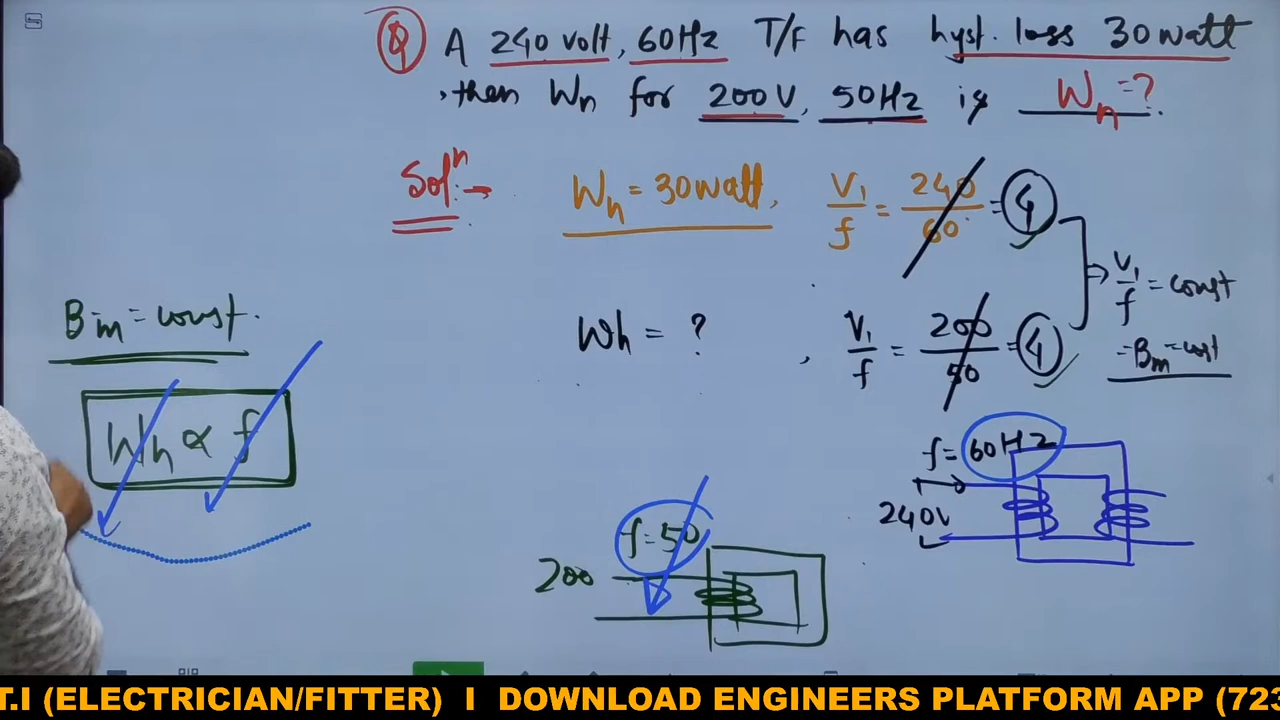 Q A 240 volt, 60Hz T/F has hyst. loss 30 watt
, then Wh for 200V, 50Hz is Wh = ?
Solⁿ :→ Wh = 30 watt, V₁/f = 240/60 = 4
V₁/f = const
Bm = const.
Wh = ? , V₁/f = 200/50 = 4
= Bm = cost
Wh ∝ f
f = 60Hz
240V
f = 50
200
T.I (ELECTRICIAN/FITTER) I DOWNLOAD ENGINEERS PLATFORM APP (723